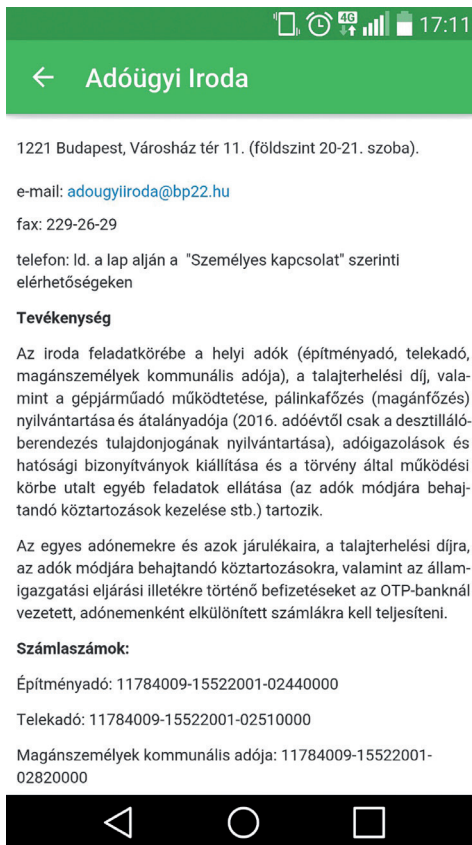 4G 17:11
Adóügyi Iroda
1221 Budapest, Városház tér 11. (földszint 20-21. szoba).
e-mail: adougyiiroda@bp22.hu
fax: 229-26-29
telefon: ld. a lap alján a "Személyes kapcsolat" szerinti
elérhetőségeken
Tevékenység
Az iroda feladatkörébe a helyi adók (építményadó, telekadó,
magánszemélyek kommunális adója), a talajterhelési díj, vala-
mint a gépjárműadó működtetése, pálinkafőzés (magánfőzés)
nyilvántartása és átalányadója (2016. adóévtől csak a desztilláló-
berendezés tulajdonjogának nyilvántartása), adóigazolások és
hatósági bizonyítványok kiállítása és a törvény által működési
körbe utalt egyéb feladatok ellátása (az adók módjára behaj-
tandó köztartozások kezelése stb.) tartozik.
Az egyes adónemekre és azok járulékaira, a talajterhelési díjra,
az adók módjára behajtandó köztartozásokra, valamint az állam-
igazgatási eljárási illetékre történő befizetéseket az OTP-banknál
vezetett, adónemenként elkülönített számlákra kell teljesíteni.
Számlaszámok:
Építményadó: 11784009-15522001-02440000
Telekadó: 11784009-15522001-02510000
Magánszemélyek kommunális adója: 11784009-15522001-
02820000